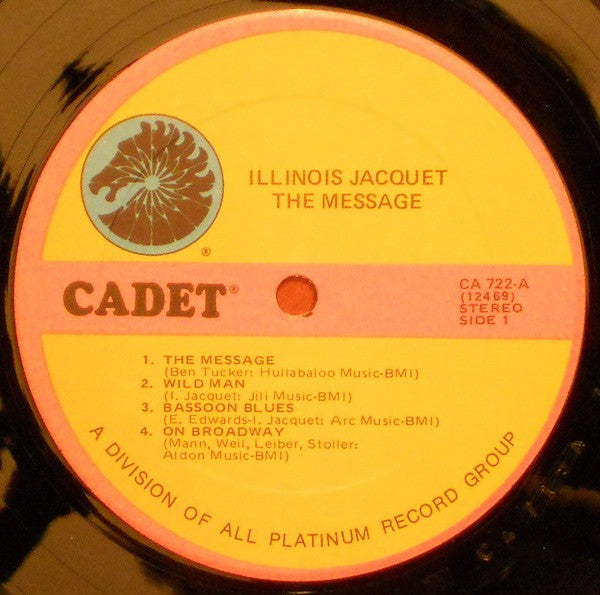 ILLINOIS JACQUET
THE MESSAGE
®
CADET®
CA 722-A
(12469)
STEREO
SIDE 1
1. THE MESSAGE
(Ben Tucker: Hullabaloo Music-BMI)
2. WILD MAN
(I. Jacquet: Jili Music-BMI)
3. BASSOON BLUES
(E. Edwards-I. Jacquet: Arc Music-BMI)
4. ON BROADWAY
(Mann, Weil, Leiber, Stoller:
Aldon Music-BMI)
A DIVISION OF ALL PLATINUM RECORD GROUP